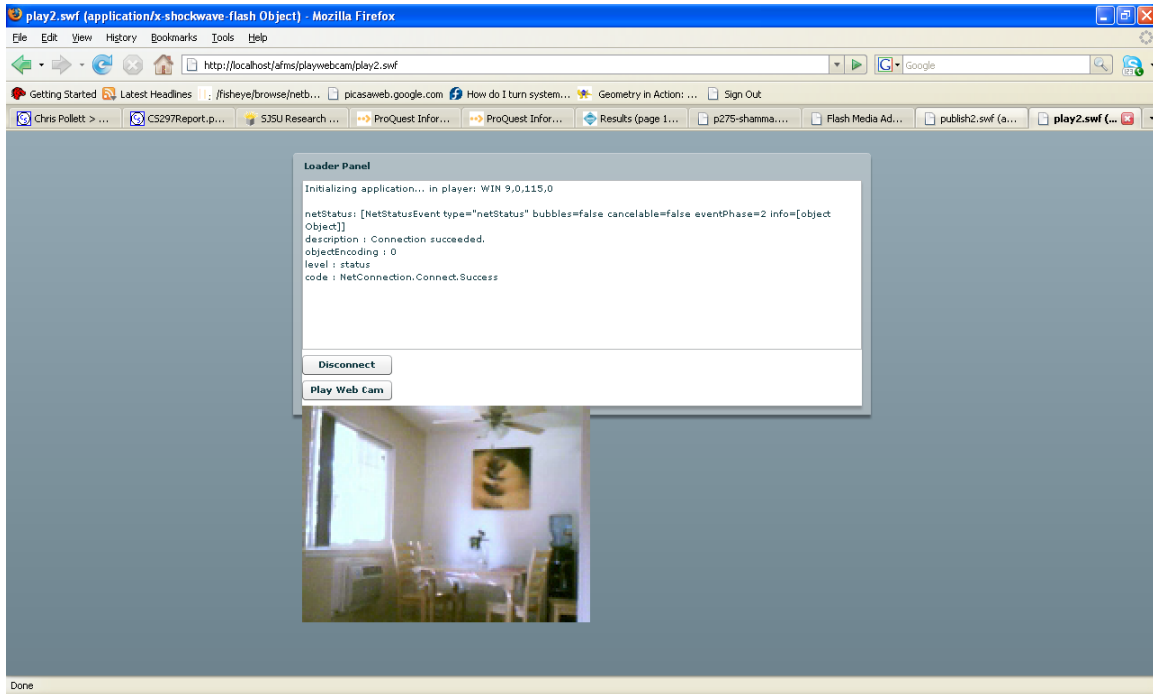 play2.swf (application/x-shockwave-flash Object) - Mozilla Firefox
File Edit View History Bookmarks Tools Help
http://localhost/afms/playwebcam/play2.swf G Google
Getting Started Latest Headlines /fisheye/browse/netb... picasaweb.google.com How do I turn system... Geometry in Action: ... Sign Out
Chris Pollett > ... CS297Report.p... SJSU Research ... ProQuest Infor... ProQuest Infor... Results (page 1... p275-shamma.... Flash Media Ad... publish2.swf (a... play2.swf (...
Loader Panel
Initializing application... in player: WIN 9,0,115,0
netStatus: [NetStatusEvent type="netStatus" bubbles=false cancelable=false eventPhase=2 info=[object
Object]]
description : Connection succeeded.
objectEncoding : 0
level : status
code : NetConnection.Connect.Success
Disconnect
Play Web Cam
Done